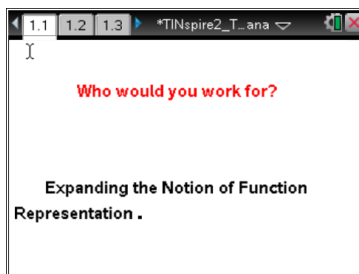 1.1 1.2 1.3 *TINspire2_T…ana
Who would you work for?
Expanding the Notion of Function
Representation .